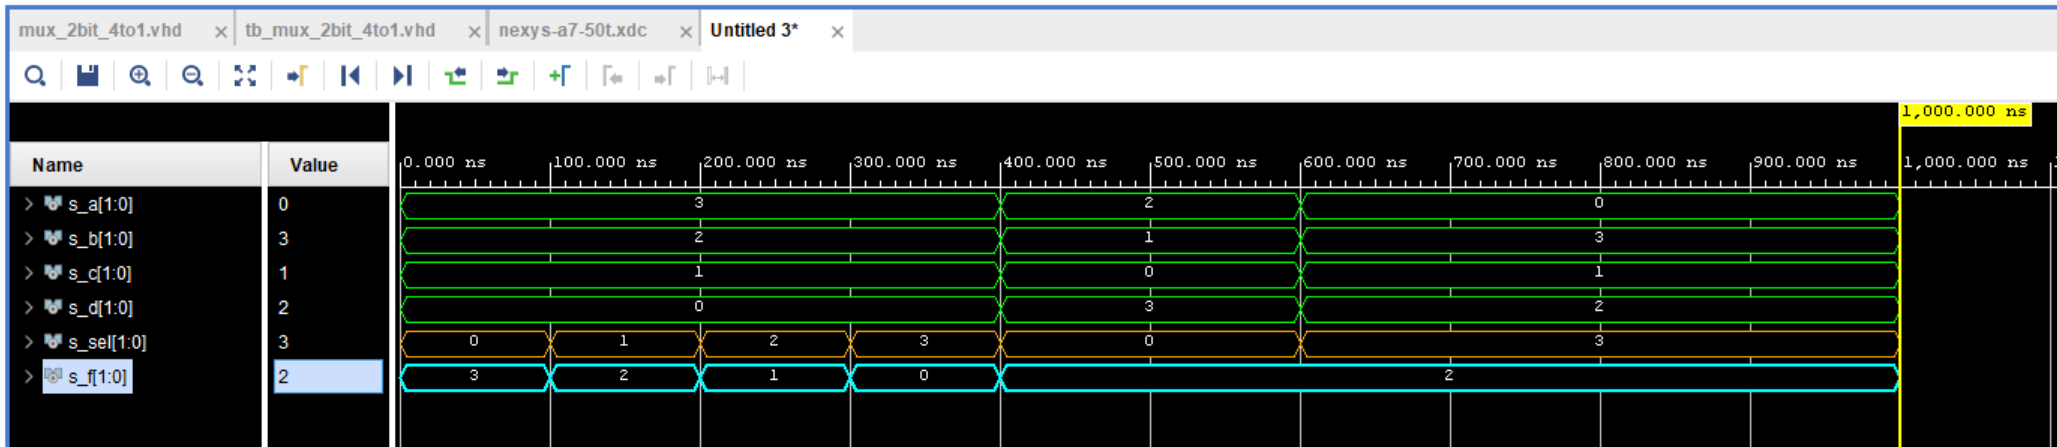 mux_2bit_4to1.vhd × tb_mux_2bit_4to1.vhd × nexys-a7-50t.xdc × Untitled 3* ×
1,000.000 ns
Name Value 0.000 ns 100.000 ns 200.000 ns 300.000 ns 400.000 ns 500.000 ns 600.000 ns 700.000 ns 800.000 ns 900.000 ns 1,000.000 ns
s_a[1:0] 0 3 2 0
s_b[1:0] 3 2 1 3
s_c[1:0] 1 1 0 1
s_d[1:0] 2 0 3 2
s_sel[1:0] 3 0 1 2 3 0 3
s_f[1:0] 2 3 2 1 0 2